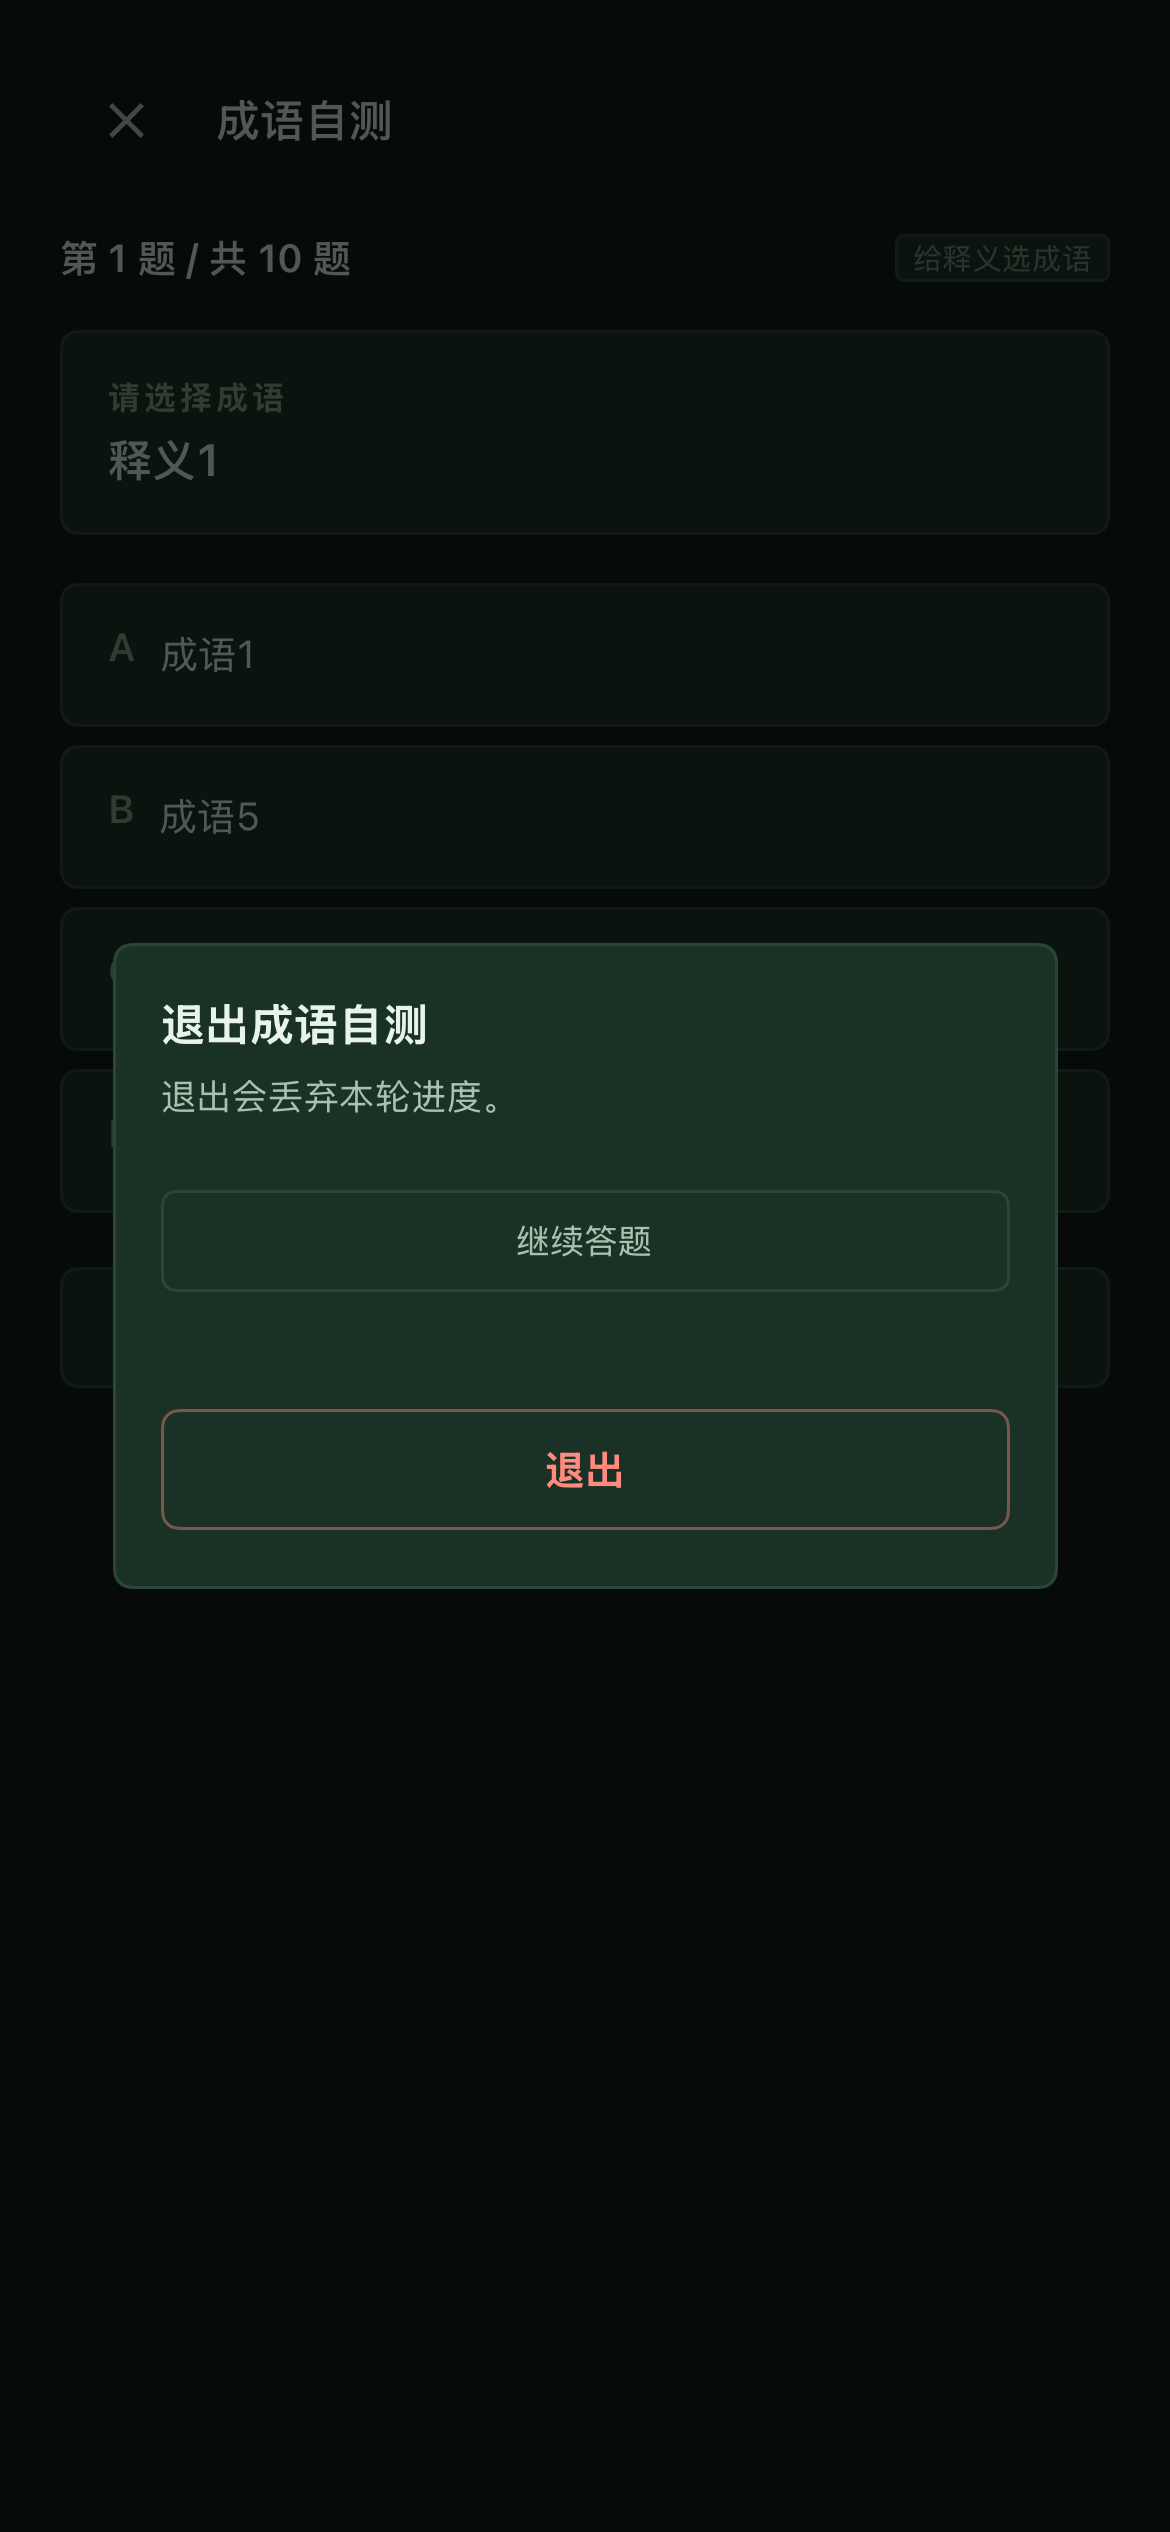 成语自测
第 1 题 / 共 10 题
给释义选成语
请选择成语
释义1
A 成语1
B 成语5
退出成语自测
退出会丢弃本轮进度。
继续答题
退出